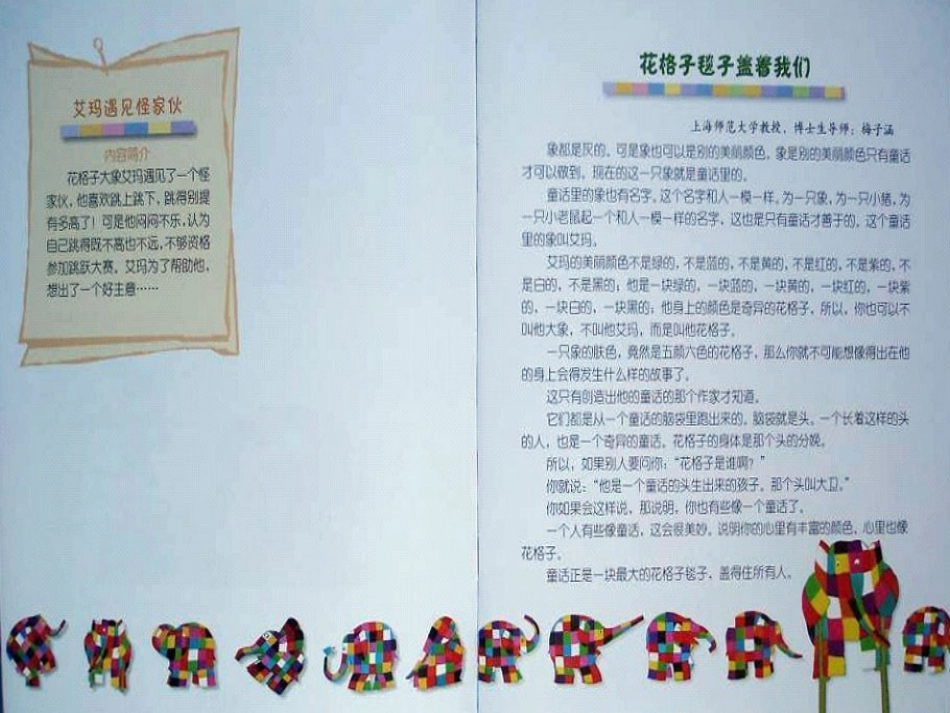 艾玛遇见怪家伙
内容简介
花格子大象艾玛遇见了一个怪
家伙，他喜欢跳上跳下，跳得别提
有多高了！可是他闷闷不乐，认为
自己跳得既不高也不远，不够资格
参加跳跃大赛。艾玛为了帮助他，
想出了一个好主意……
花格子毯子盖着我们
上海师范大学教授，博士生导师：梅子涵
象都是灰的。可是象也可以是别的美丽颜色。象是别的美丽颜色只有童话
才可以做到。现在的这一只象就是童话里的。
童话里的象也有名字。这个名字和人一模一样。为一只象，为一只小猪，为
一只小老鼠起一个和人一模一样的名字，这也是只有童话才善于的。这个童话
里的象叫艾玛。
艾玛的美丽颜色不是绿的，不是蓝的，不是黄的，不是红的，不是紫的，不
是白的，不是黑的；他是一块绿的，一块蓝的，一块黄的，一块红的，一块紫
的，一块白的，一块黑的；他身上的颜色是奇异的花格子。所以，你也可以不
叫他大象，不叫他艾玛，而是叫他花格子。
一只象的肤色，竟然是五颜六色的花格子，那么你就不可能想像得出在他
的身上会得发生什么样的故事了。
这只有创造出他的童话的那个作家才知道。
它们都是从一个童话的脑袋里跑出来的。脑袋就是头。一个长着这样的头
的人，也是一个奇异的童话。花格子的身体是那个头的分娩。
所以，如果别人要问你：“花格子是谁啊？”
你就说：“他是一个童话的头生出来的孩子。那个头叫大卫。”
你如果会这样说，那说明，你也有些像一个童话了。
一个人有些像童话，这会很美妙。说明你的心里有丰富的颜色，心里也像
花格子。
童话正是一块最大的花格子毯子，盖得住所有人。